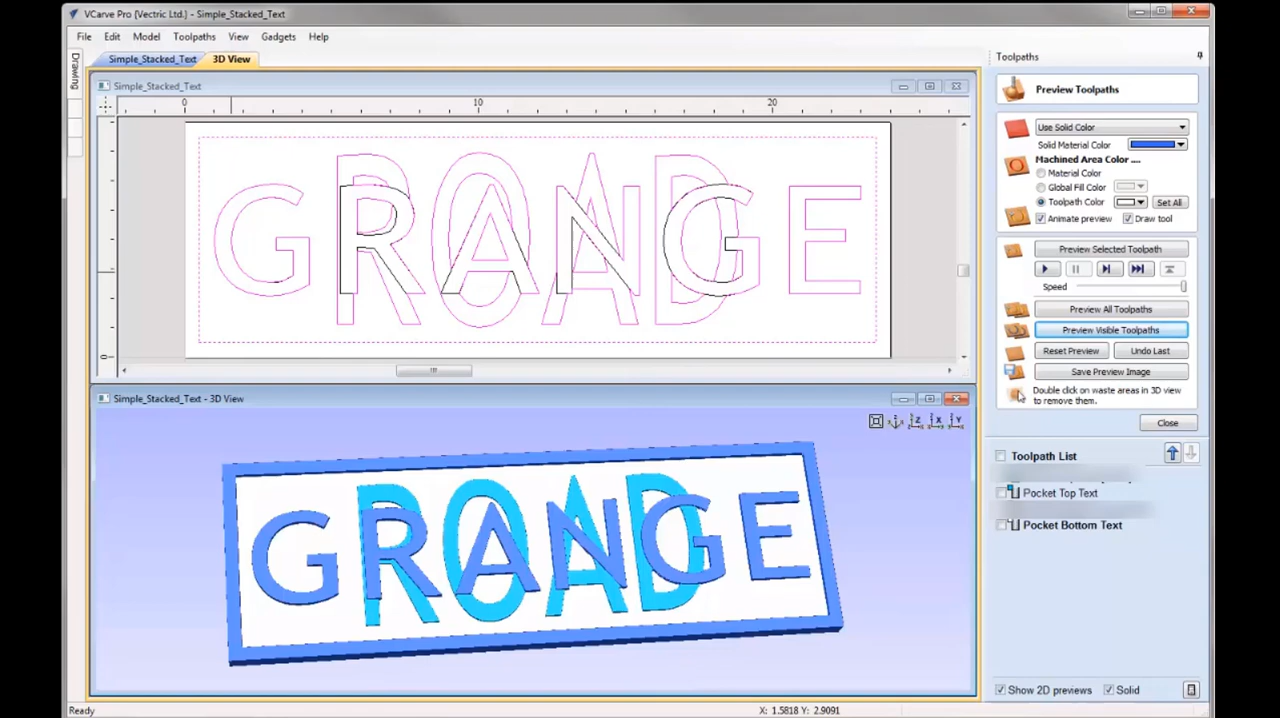 VCarve Pro {Vectric Ltd.} - Simple_Stacked_Text
File Edit Model Toolpaths View Gadgets Help
Drawing
Simple_Stacked_Text 3D View
Simple_Stacked_Text
0 10 20
0
ROAD
GRANGE
Simple_Stacked_Text - 3D View
Z X Y
ROAD
GRANGE
Ready
X: 1.5818 Y: 2.9091
Toolpaths
Preview Toolpaths
Use Solid Color
Solid Material Color
Machined Area Color ....
Material Color
Global Fill Color
Toolpath Color Set All
Animate preview Draw tool
Preview Selected Toolpath
Speed
Preview All Toolpaths
Preview Visible Toolpaths
Reset Preview Undo Last
Save Preview Image
Double click on waste areas in 3D view
to remove them.
Close
Toolpath List
Pocket Top Text
Pocket Bottom Text
Show 2D previews Solid